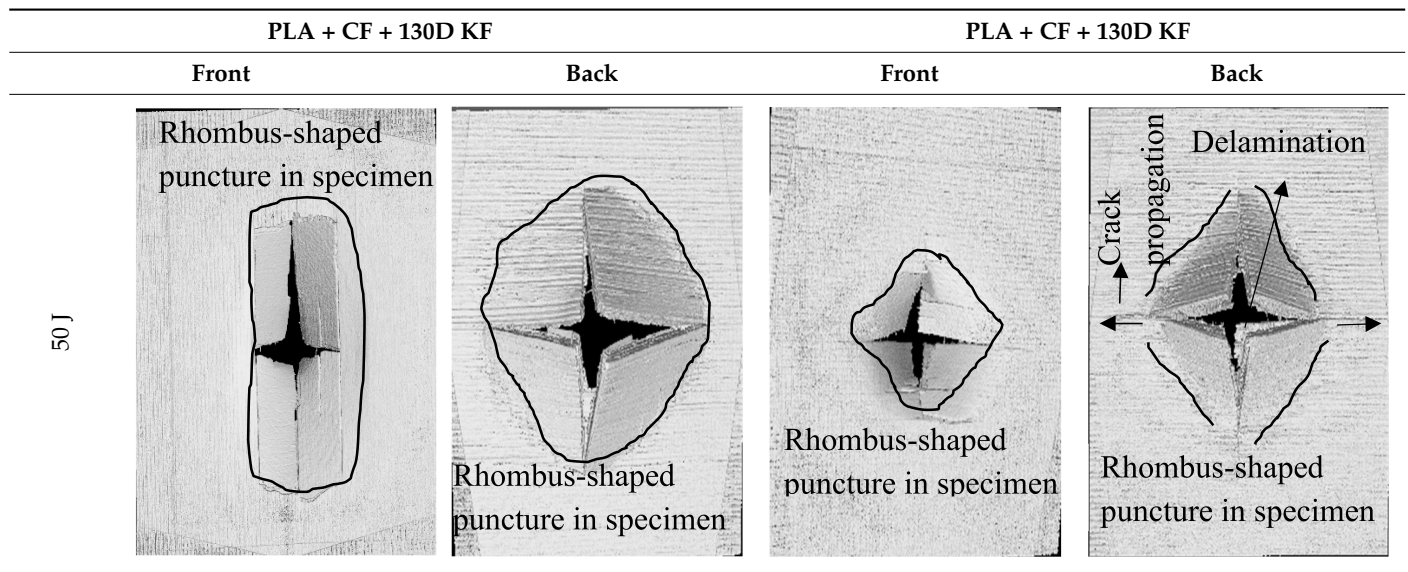 PLA + CF + 130D KF
PLA + CF + 130D KF
Front
Back
Front
Back
50 J
Rhombus-shaped
puncture in specimen
Rhombus-shaped
puncture in specimen
Rhombus-shaped
puncture in specimen
Crack
propagation
Delamination
Rhombus-shaped
puncture in specimen